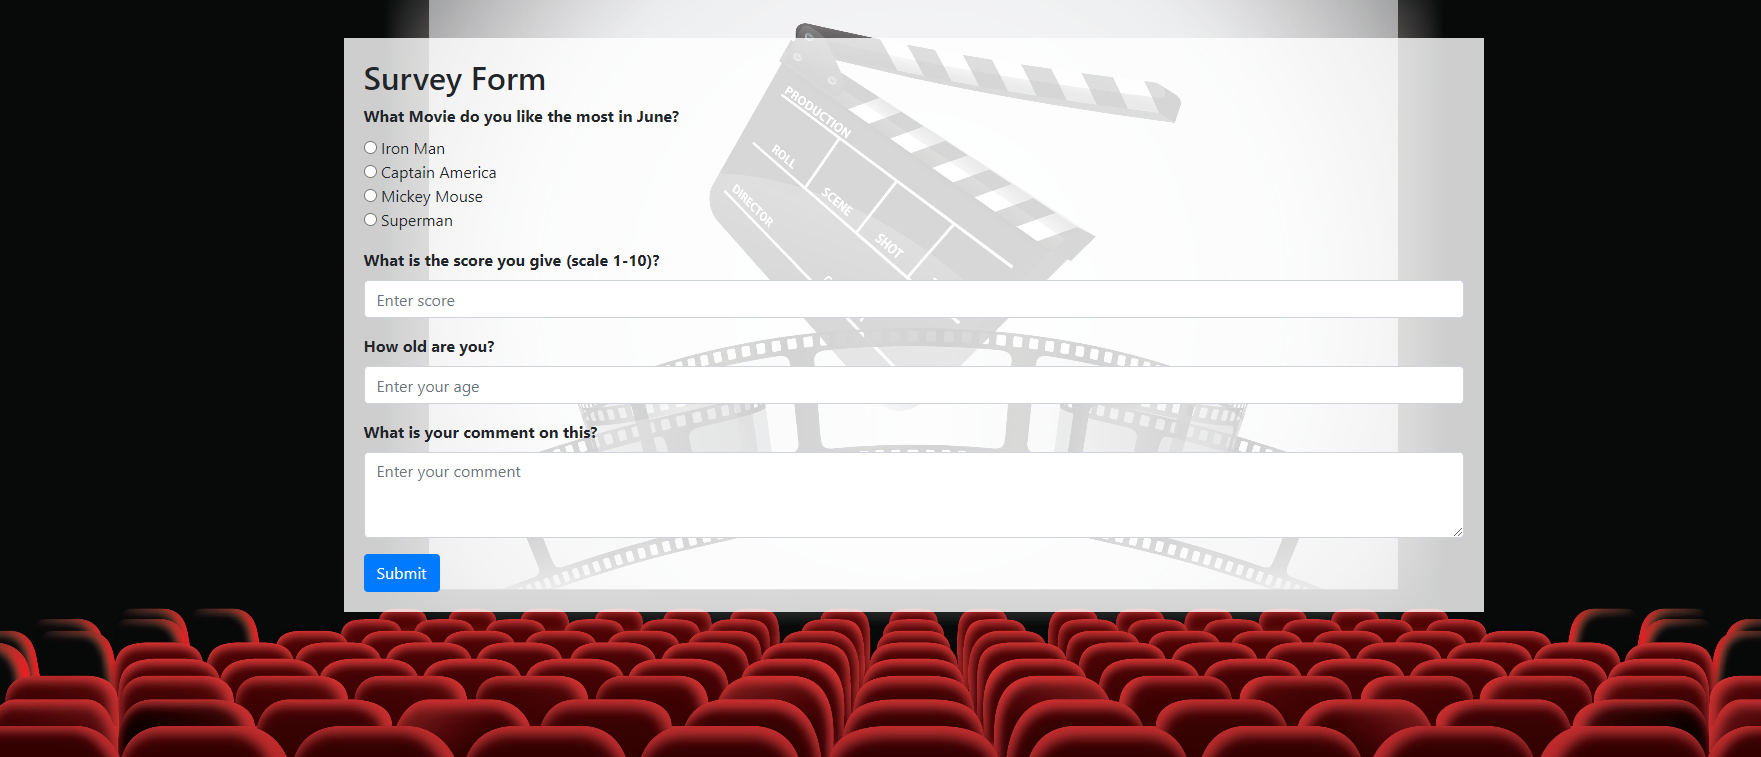 Survey Form
What Movie do you like the most in June?
Iron Man
Captain America
Mickey Mouse
Superman
What is the score you give (scale 1-10)?
Enter score
How old are you?
Enter your age
What is your comment on this?
Enter your comment
Submit
PRODUCTION
ROLL
SCENE
DIRECTOR
SHOT